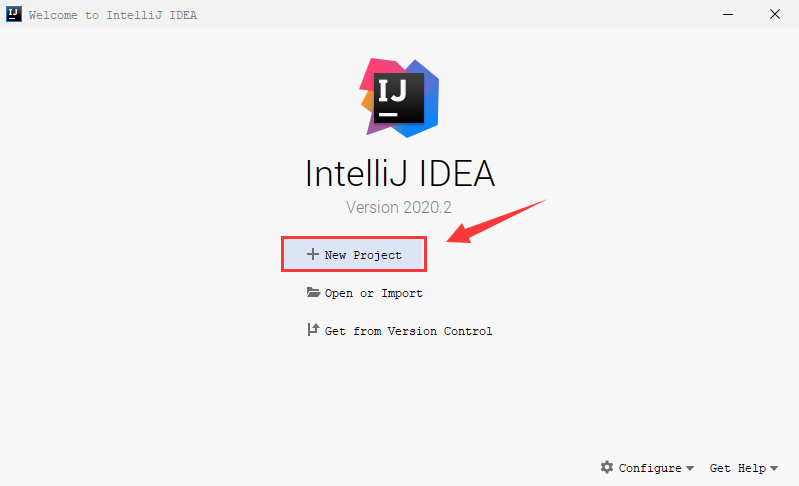 Welcome to IntelliJ IDEA
IJ
IntelliJ IDEA
Version 2020.2
New Project
Open or Import
Get from Version Control
Configure
Get Help